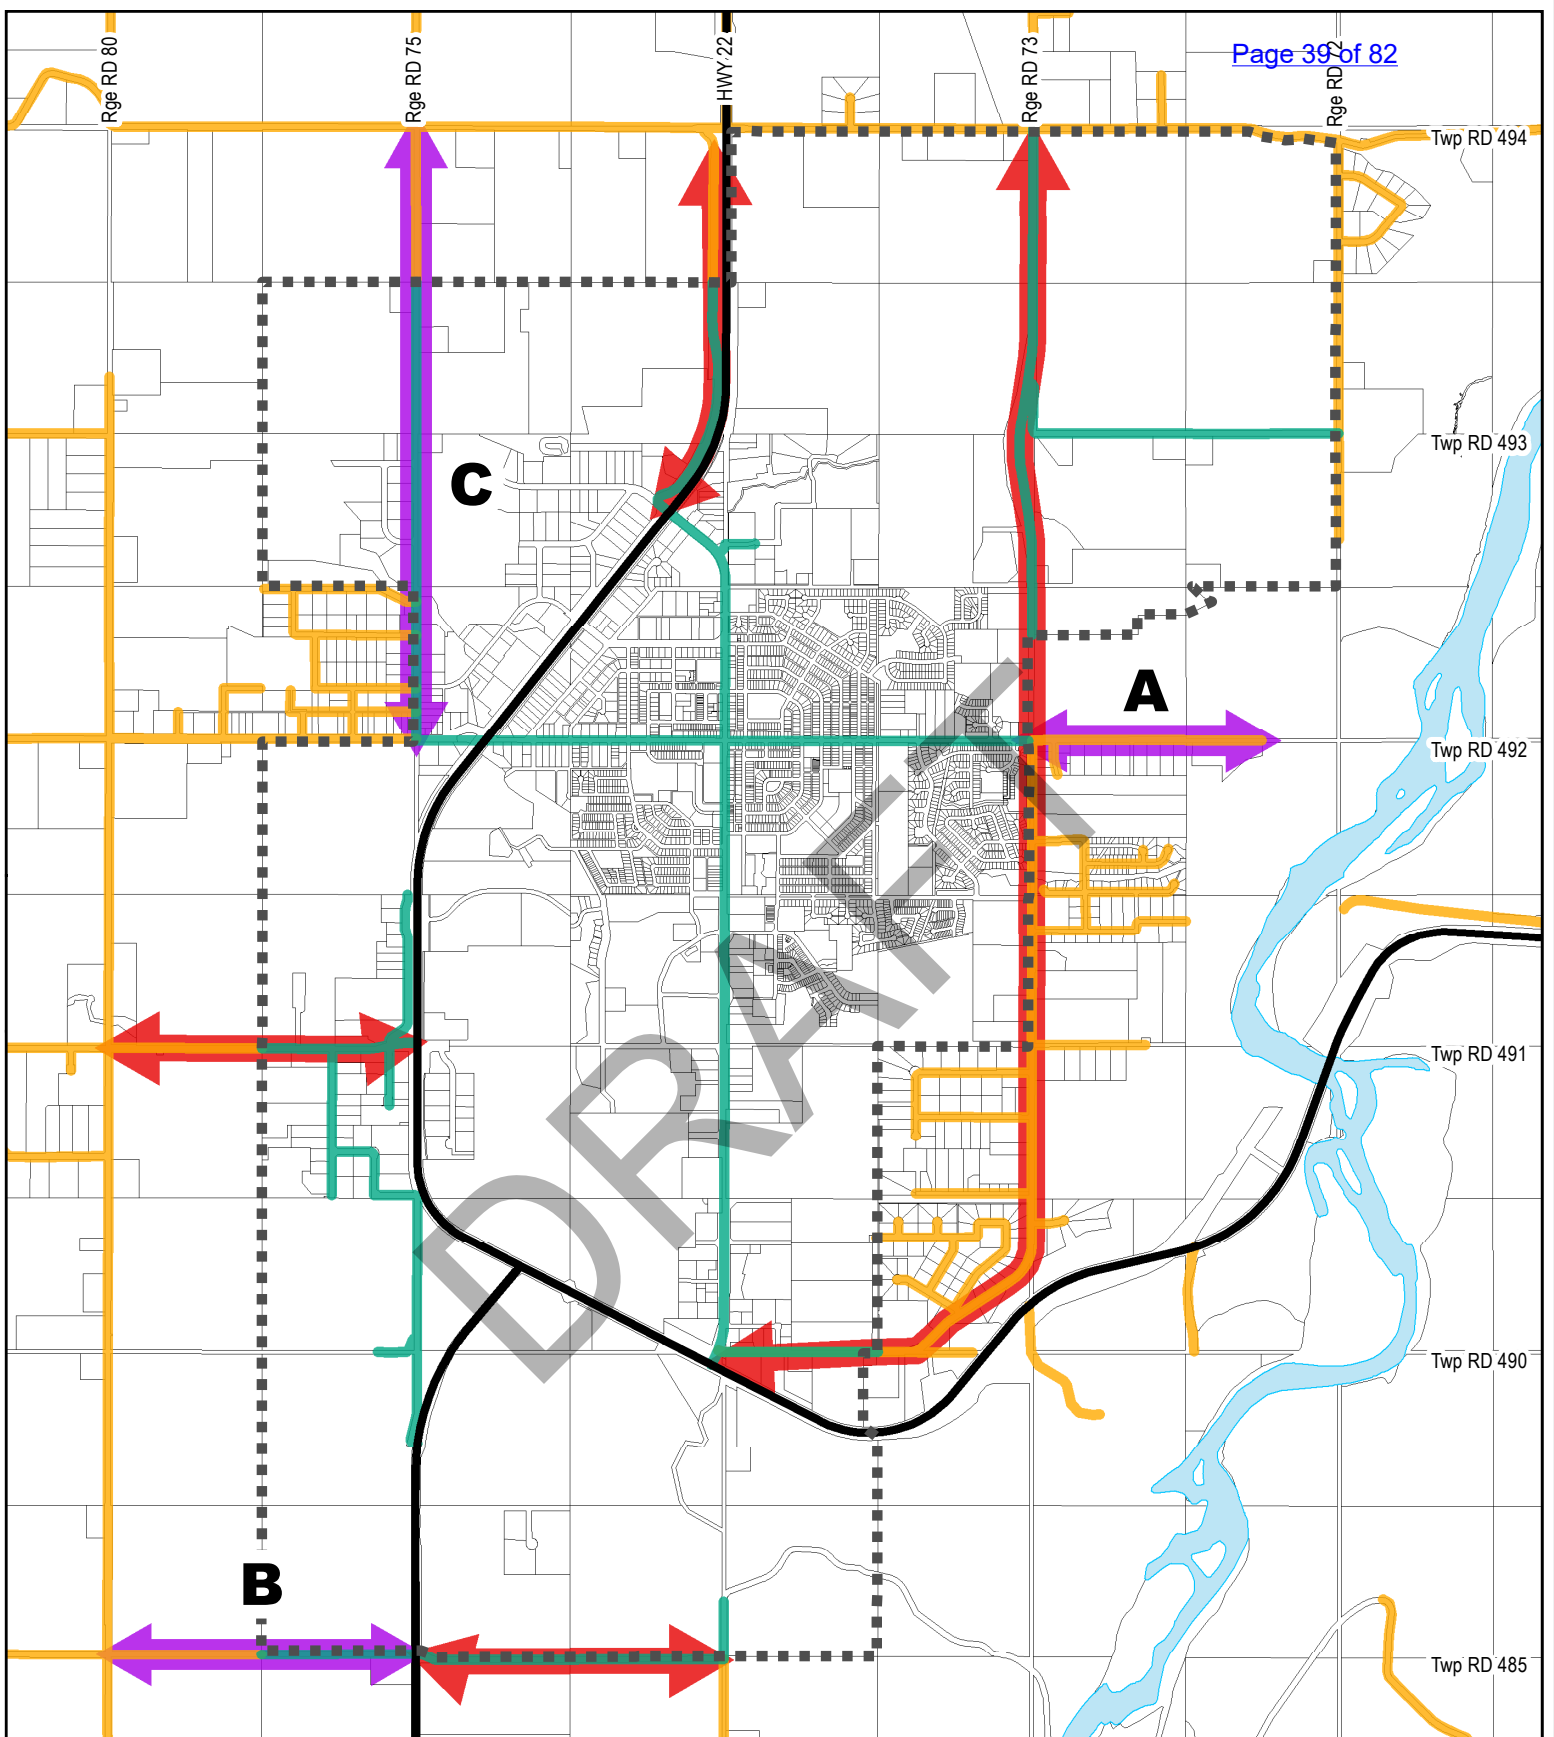 Rge RD 80
Rge RD 75
HWY 22
Rge RD 73
Rge RD 72
Page 39 of 82
Twp RD 494
C
Twp RD 493
A
Twp RD 492
DRAFT
Twp RD 491
Twp RD 490
B
Twp RD 485